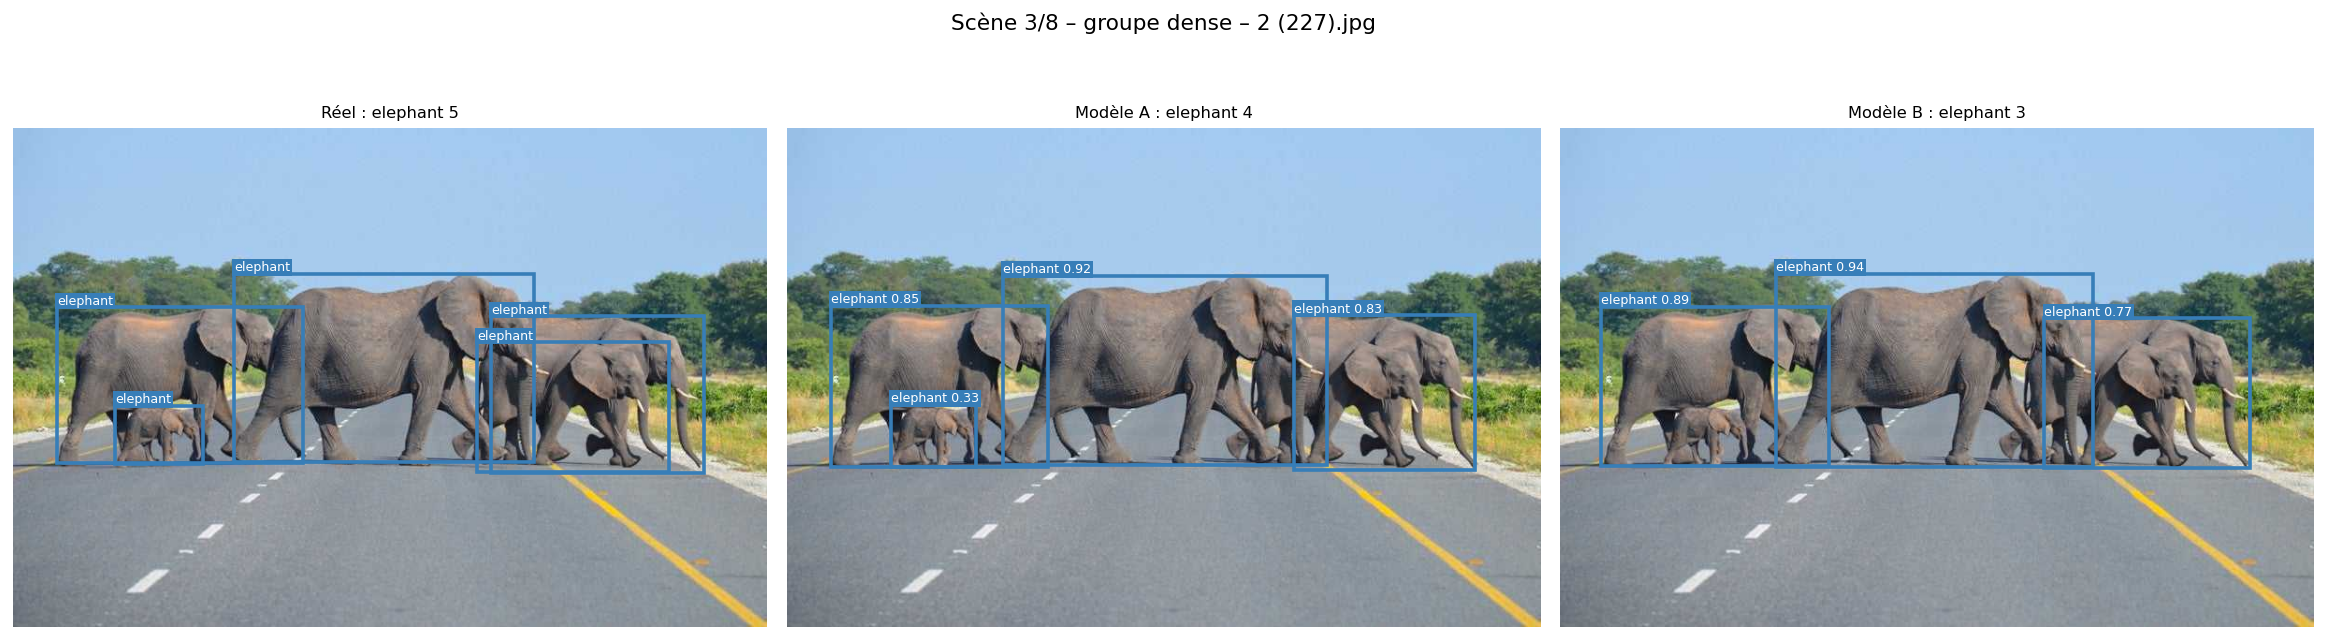 Scène 3/8 – groupe dense – 2 (227).jpg
Réel : elephant 5
elephant
elephant
elephant
elephant
elephant
Modèle A : elephant 4
elephant 0.92
elephant 0.85
elephant 0.83
elephant 0.33
Modèle B : elephant 3
elephant 0.94
elephant 0.89
elephant 0.77